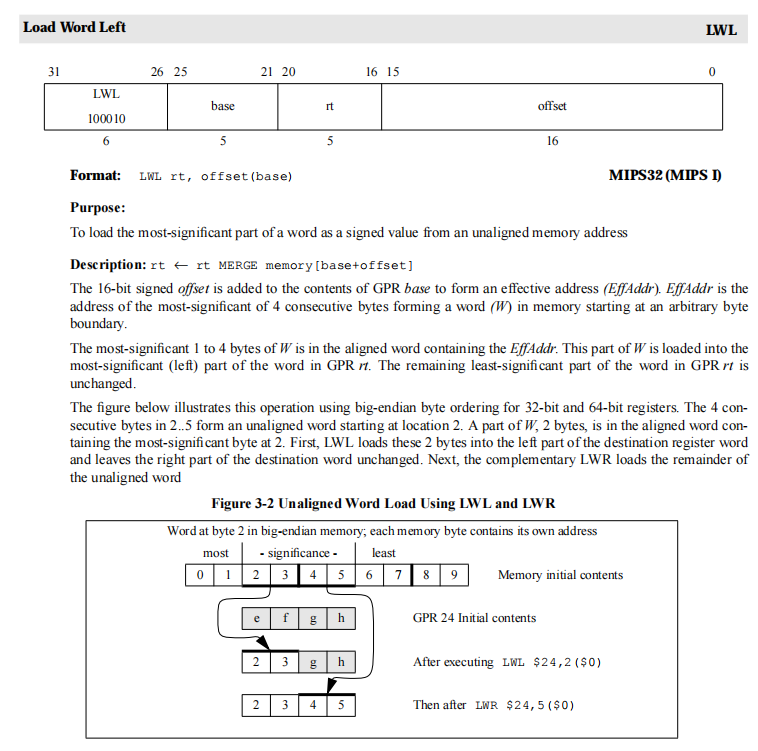 Load Word Left LWL
31 26 25 21 20 16 15 0
LWL
100010
base rt offset
6 5 5 16
Format: LWL rt, offset(base) MIPS32 (MIPS I)
Purpose:
To load the most-significant part of a word as a signed value from an unaligned memory address
Description: rt ← rt MERGE memory[base+offset]
The 16-bit signed offset is added to the contents of GPR base to form an effective address (EffAddr). EffAddr is the
address of the most-significant of 4 consecutive bytes forming a word (W) in memory starting at an arbitrary byte
boundary.
The most-significant 1 to 4 bytes of W is in the aligned word containing the EffAddr. This part of W is loaded into the
most-significant (left) part of the word in GPR rt. The remaining least-significant part of the word in GPR rt is
unchanged.
The figure below illustrates this operation using big-endian byte ordering for 32-bit and 64-bit registers. The 4 con-
secutive bytes in 2..5 form an unaligned word starting at location 2. A part of W, 2 bytes, is in the aligned word con-
taining the most-significant byte at 2. First, LWL loads these 2 bytes into the left part of the destination register word
and leaves the right part of the destination word unchanged. Next, the complementary LWR loads the remainder of
the unaligned word
Figure 3-2 Unaligned Word Load Using LWL and LWR
Word at byte 2 in big-endian memory; each memory byte contains its own address
most - significance - least
0 1 2 3 4 5 6 7 8 9 Memory initial contents
e f g h GPR 24 Initial contents
2 3 g h After executing LWL $24,2($0)
2 3 4 5 Then after LWR $24,5($0)